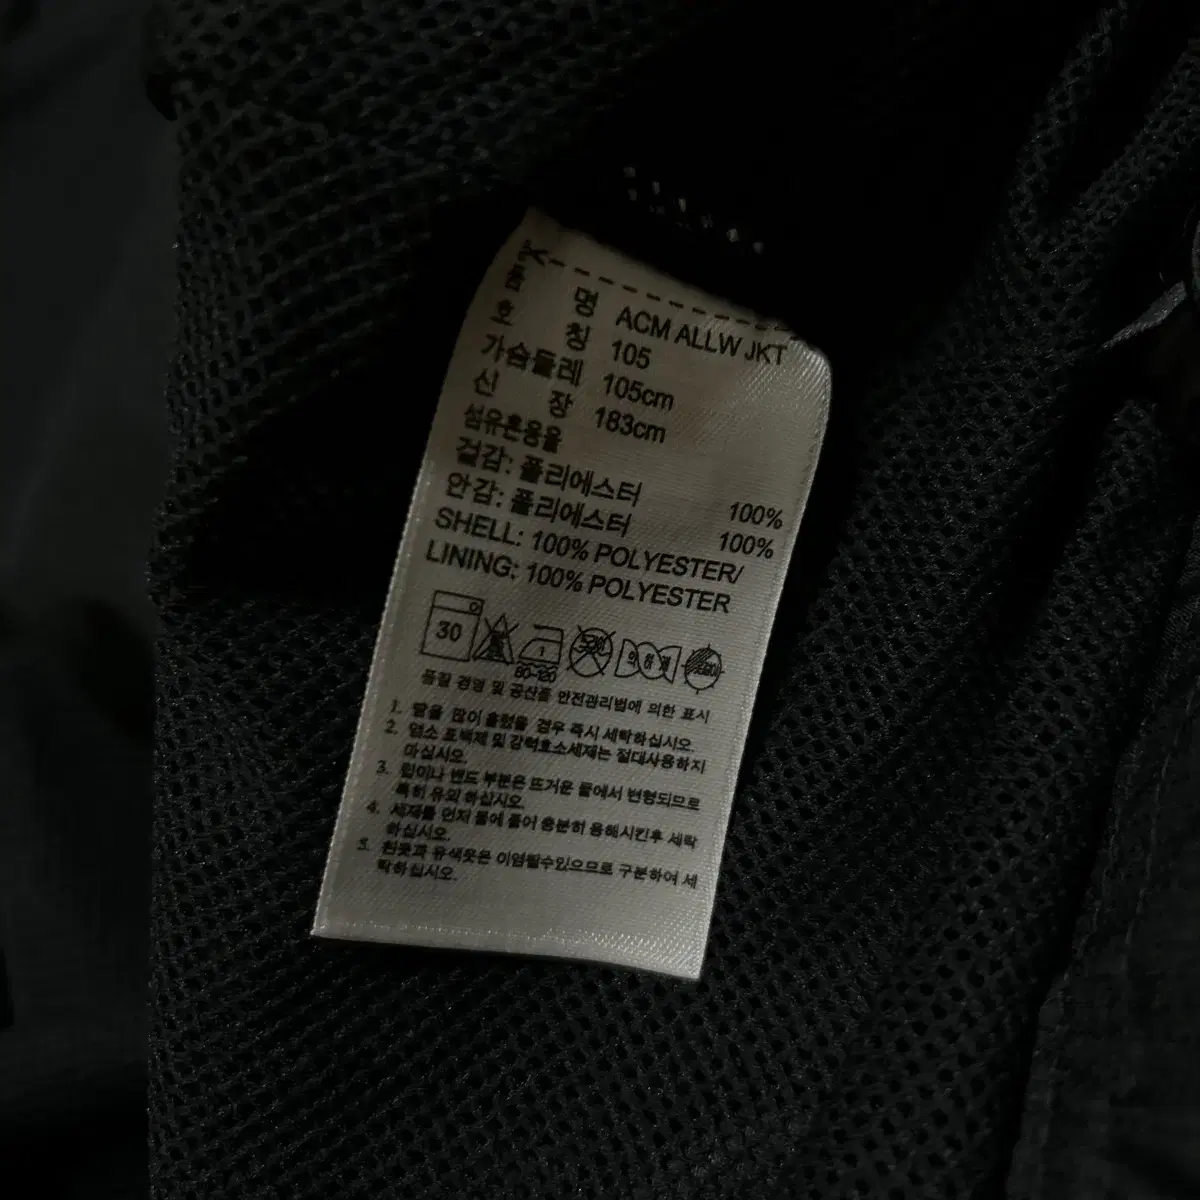 품 명 ACM ALLW JKT
호 칭 105
가슴둘레 105cm
신 장 183cm
섬유혼용율
겉감: 폴리에스터 100%
안감: 폴리에스터 100%
SHELL: 100% POLYESTER/
LINING: 100% POLYESTER
30
80-120
품질 경영 및 공산품 안전관리법에 의한 표시
1. 땀을 많이 흘렸을 경우 즉시 세탁하십시오.
2. 염소 표백제 및 강력효소세제는 절대사용하지
마십시오.
3. 립이나 밴드 부분은 뜨거운 물에서 변형되므로
특히 유의 하십시오.
4. 세제를 먼저 물에 풀어 충분히 용해시킨후 세탁
하십시오.
5. 흰옷과 유색옷은 이염될수있으므로 구분하여 세
탁하십시오.